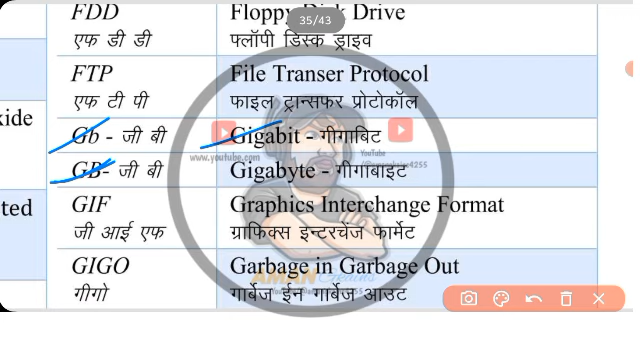 FDD Floppy Disk Drive
एफ डी डी फ्लॉपी डिस्क ड्राइव
35/43
FTP File Transer Protocol
एफ टी पी फाइल ट्रान्सफर प्रोटोकॉल
xide
Gb - जी बी Gigabit - गीगाबिट
www.youtube.com YouTube
GB- जी बी Gigabyte - गीगाबाइट
ted
GIF Graphics Interchange Format
जी आई एफ ग्राफिक्स इन्टरचेंज फार्मेट
GIGO Garbage in Garbage Out
AMAN
गीगो गार्बेज ईन गार्बेज आउट